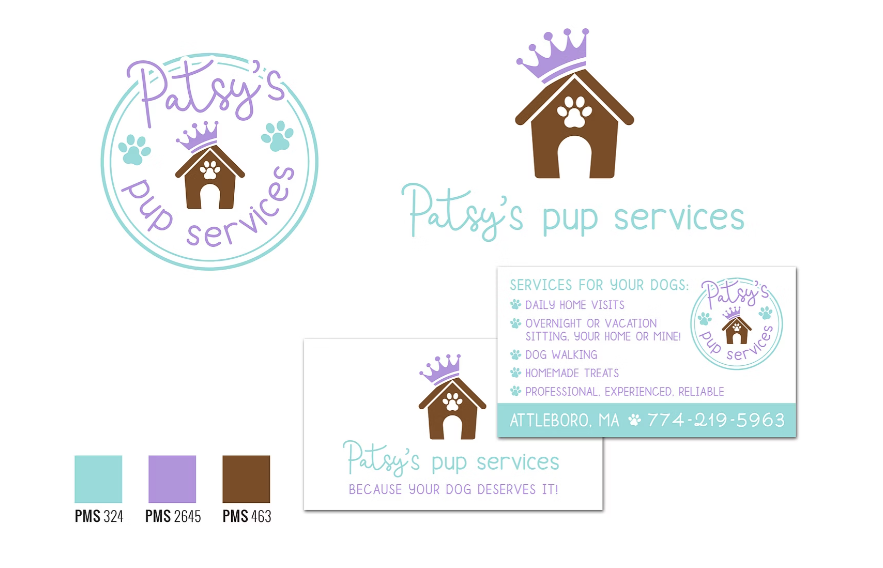 Patsy's
pup services
Patsy's pup services
SERVICES FOR YOUR DOGS:
DAILY HOME VISITS
OVERNIGHT OR VACATION
SITTING, YOUR HOME OR MINE!
DOG WALKING
HOMEMADE TREATS
PROFESSIONAL, EXPERIENCED, RELIABLE
Patsy's
pup services
ATTLEBORO, MA 774-219-5963
Patsy's pup services
BECAUSE YOUR DOG DESERVES IT!
PMS 324 PMS 2645 PMS 463